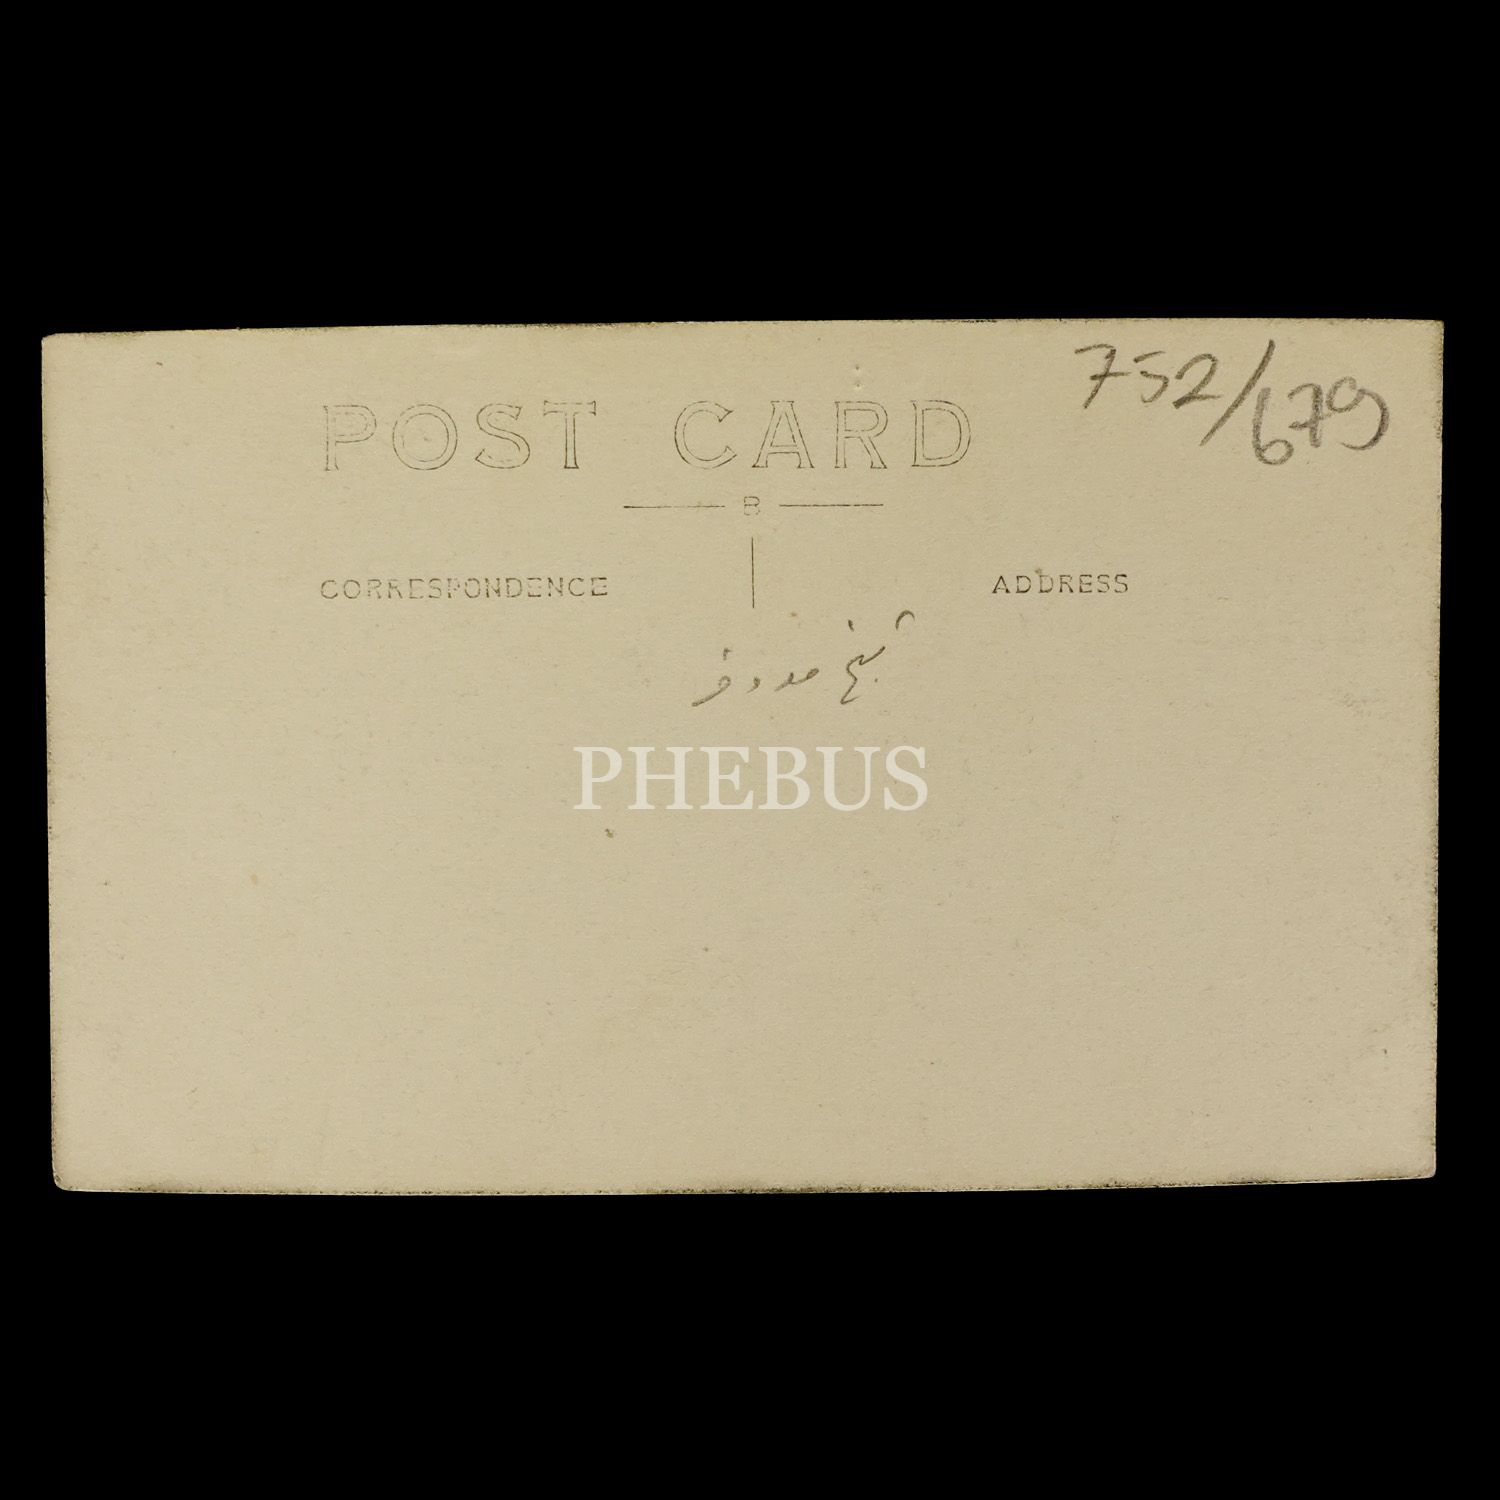 752/679
POST CARD
B
CORRESPONDENCE
ADDRESS
PHEBUS